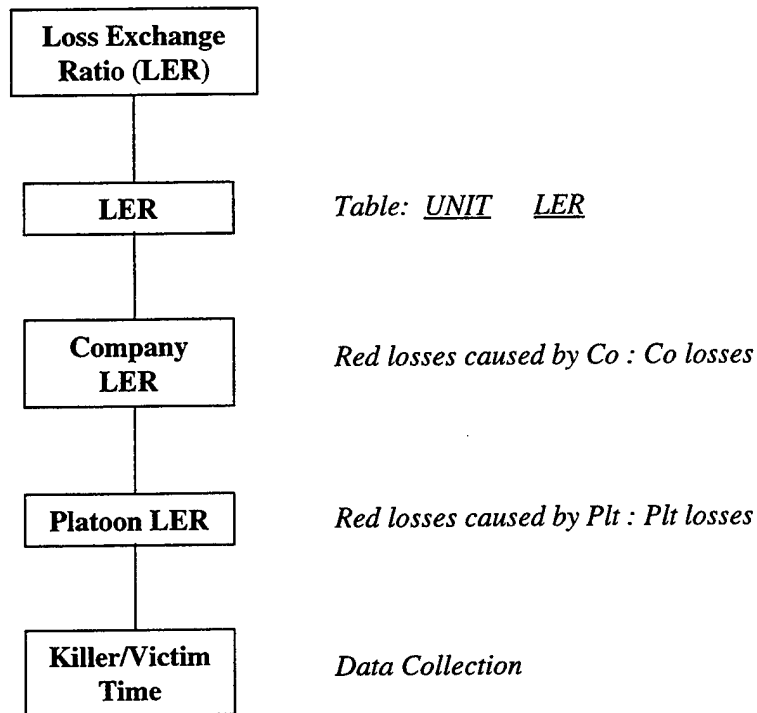 Loss Exchange
Ratio (LER)
LER
Table: UNIT LER
Company
LER
Red losses caused by Co : Co losses
Platoon LER
Red losses caused by Plt : Plt losses
Killer/Victim
Time
Data Collection